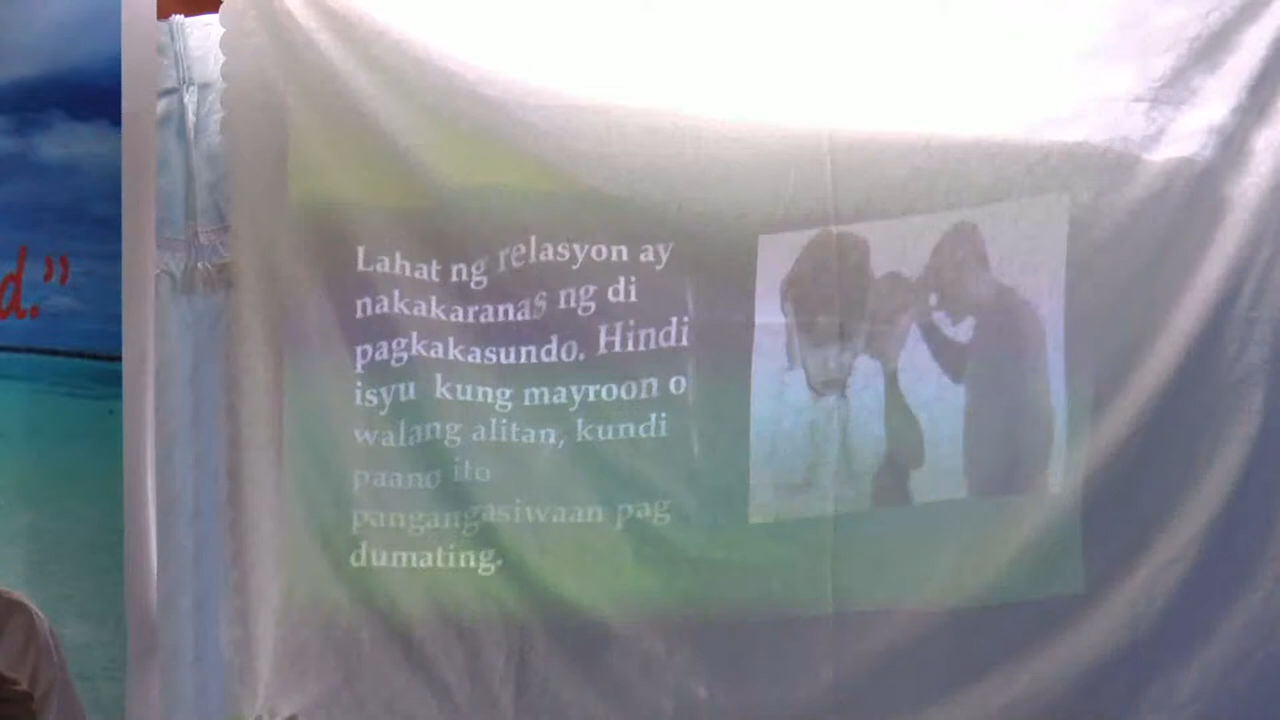 d.”
Lahat ng relasyon ay
nakakaranas ng di
pagkakasundo. Hindi
isyu kung mayroon o
walang alitan, kundi
paano ito
pangangasiwaan pag
dumating.